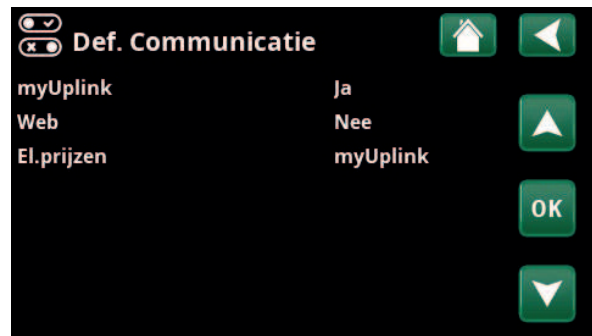 Def. Communicatie
myUplink Ja
Web Nee
El.prijzen myUplink
OK